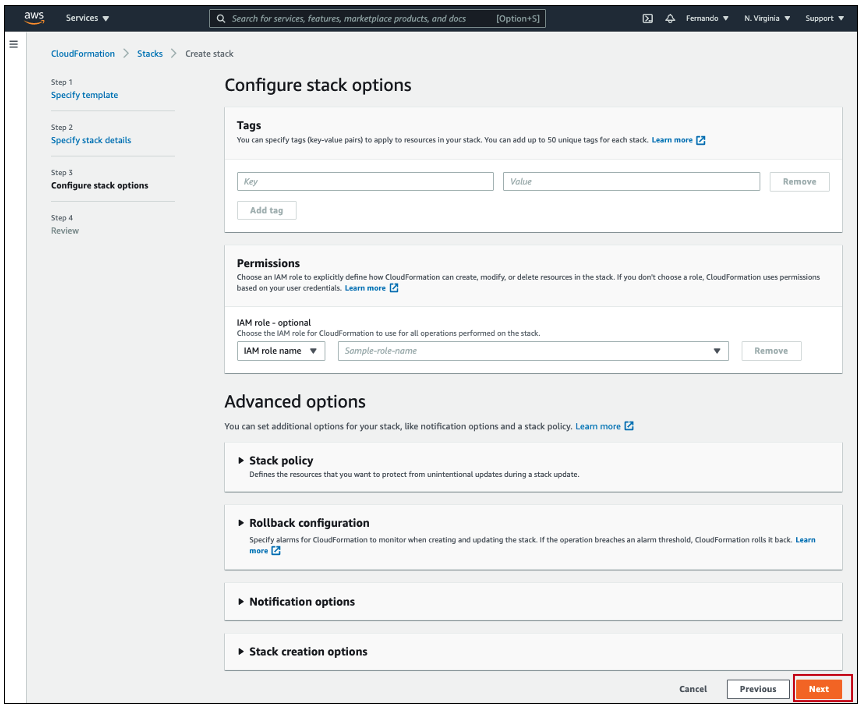 aws
Services ▼
Search for services, features, marketplace products, and docs [Option+S]
Fernando ▼
N. Virginia ▼
Support ▼
CloudFormation > Stacks > Create stack
Step 1
Specify template
Step 2
Specify stack details
Step 3
Configure stack options
Step 4
Review
Configure stack options
Tags
You can specify tags (key-value pairs) to apply to resources in your stack. You can add up to 50 unique tags for each stack. Learn more
Key
Value
Remove
Add tag
Permissions
Choose an IAM role to explicitly define how CloudFormation can create, modify, or delete resources in the stack. If you don't choose a role, CloudFormation uses permissions
based on your user credentials. Learn more
IAM role - optional
Choose the IAM role for CloudFormation to use for all operations performed on the stack.
IAM role name ▼
Sample-role-name ▼
Remove
Advanced options
You can set additional options for your stack, like notification options and a stack policy. Learn more
Stack policy
Defines the resources that you want to protect from unintentional updates during a stack update.
Rollback configuration
Specify alarms for CloudFormation to monitor when creating and updating the stack. If the operation breaches an alarm threshold, CloudFormation rolls it back. Learn
more
Notification options
Stack creation options
Cancel
Previous
Next